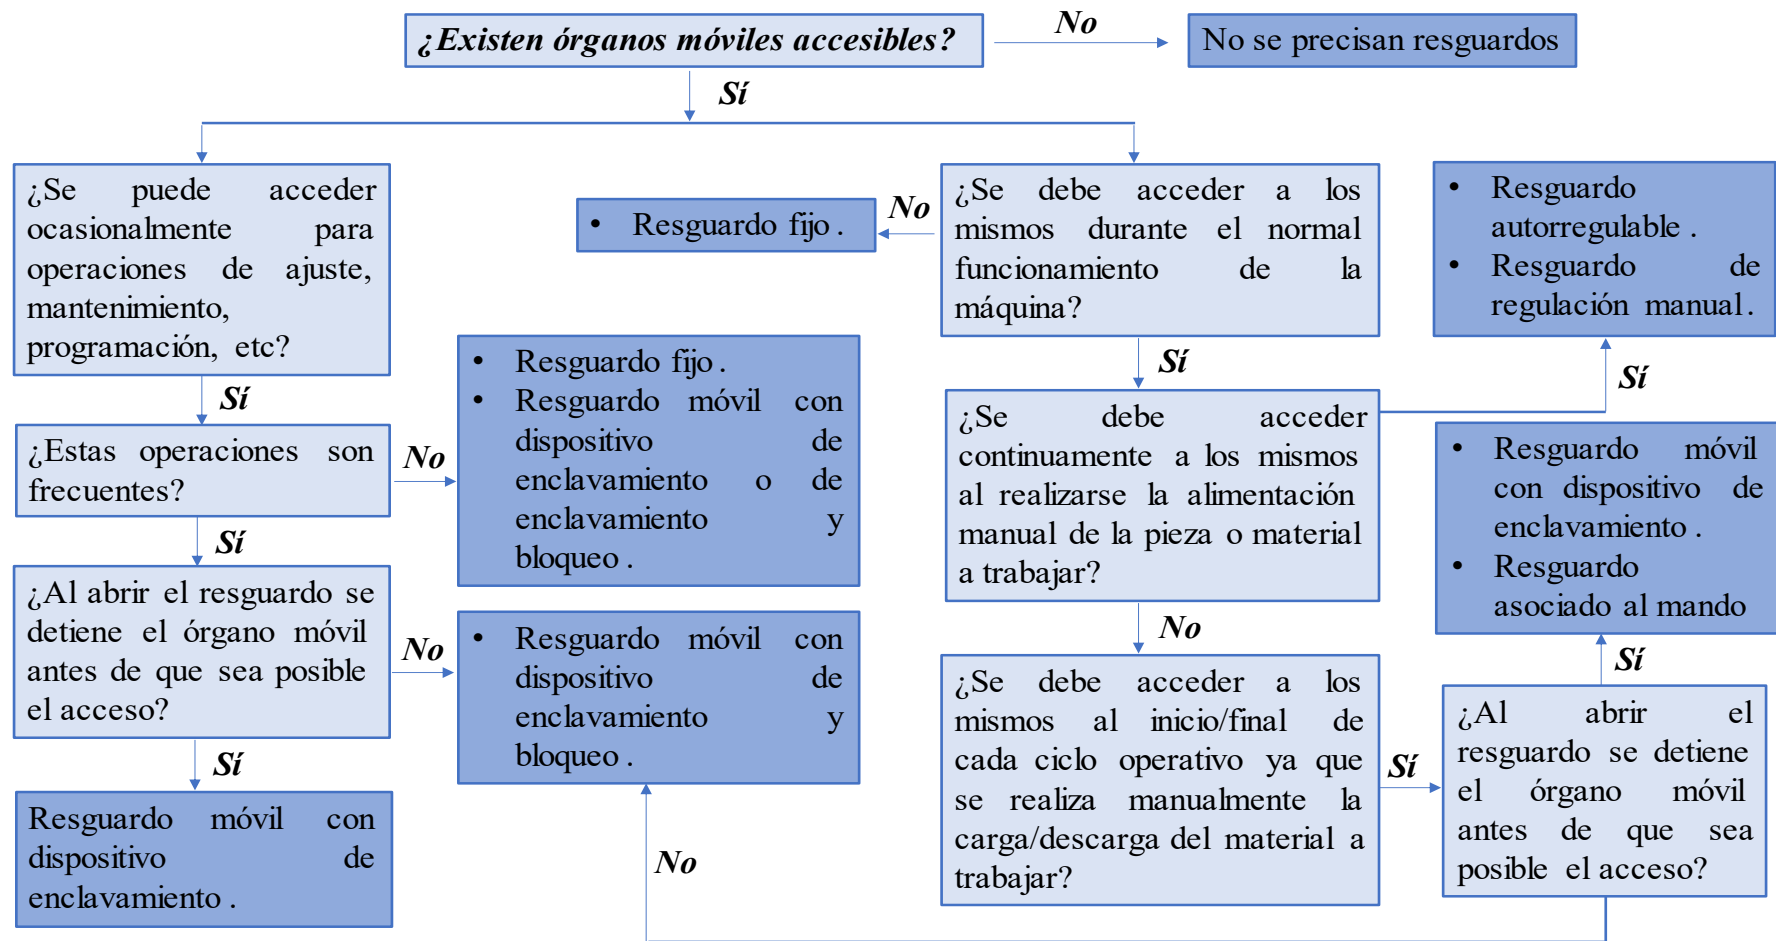 ¿Existen órganos móviles accesibles?
No
No se precisan resguardos
Sí
¿Se puede acceder
ocasionalmente para
operaciones de ajuste,
mantenimiento,
programación, etc?
Sí
¿Estas operaciones son
frecuentes?
No
• Resguardo fijo.
• Resguardo móvil con
dispositivo de
enclavamiento o de
enclavamiento y
bloqueo.
Sí
¿Al abrir el resguardo se
detiene el órgano móvil
antes de que sea posible
el acceso?
No
• Resguardo móvil con
dispositivo de
enclavamiento y
bloqueo.
Sí
Resguardo móvil con
dispositivo de
enclavamiento.
¿Se debe acceder a los
mismos durante el normal
funcionamiento de la
máquina?
No
• Resguardo fijo.
Sí
¿Se debe acceder
continuamente a los mismos
al realizarse la alimentación
manual de la pieza o material
a trabajar?
Sí
• Resguardo
autorregulable.
• Resguardo de
regulación manual.
No
¿Se debe acceder a los
mismos al inicio/final de
cada ciclo operativo ya que
se realiza manualmente la
carga/descarga del material a
trabajar?
Sí
¿Al abrir el
resguardo se detiene
el órgano móvil
antes de que sea
posible el acceso?
Sí
• Resguardo móvil
con dispositivo de
enclavamiento.
• Resguardo
asociado al mando
No